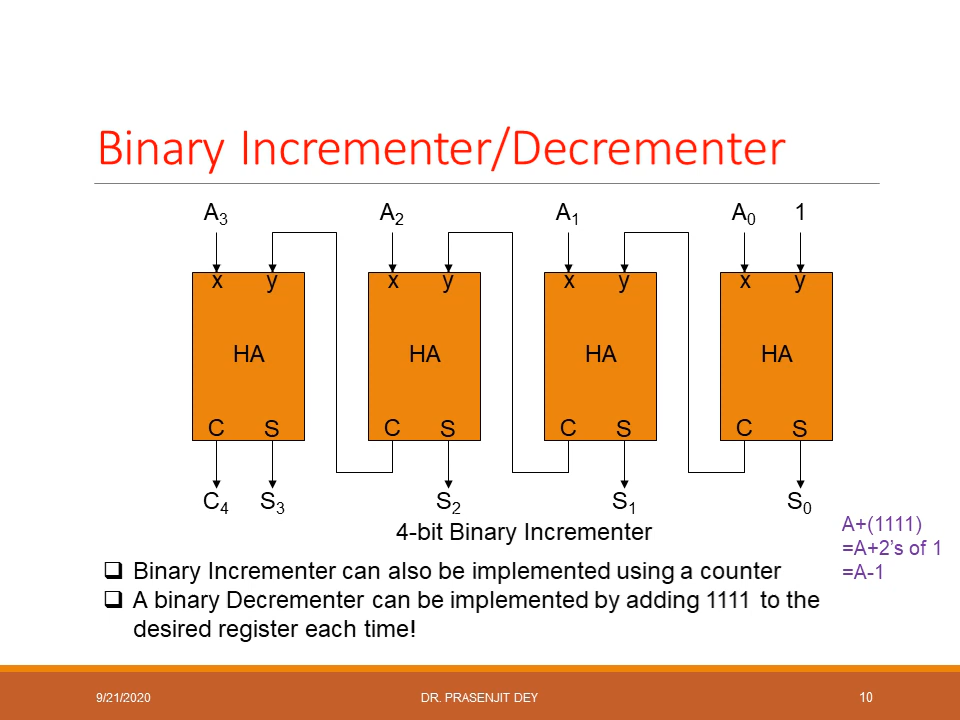 Binary Incrementer/Decrementer
A3 A2 A1 A0 1
x y x y x y x y
HA HA HA HA
C S C S C S C S
C4 S3 S2 S1 S0
4-bit Binary Incrementer
A+(1111)
=A+2's of 1
=A-1
❑ Binary Incrementer can also be implemented using a counter
❑ A binary Decrementer can be implemented by adding 1111 to the
desired register each time!
9/21/2020 DR. PRASENJIT DEY 10